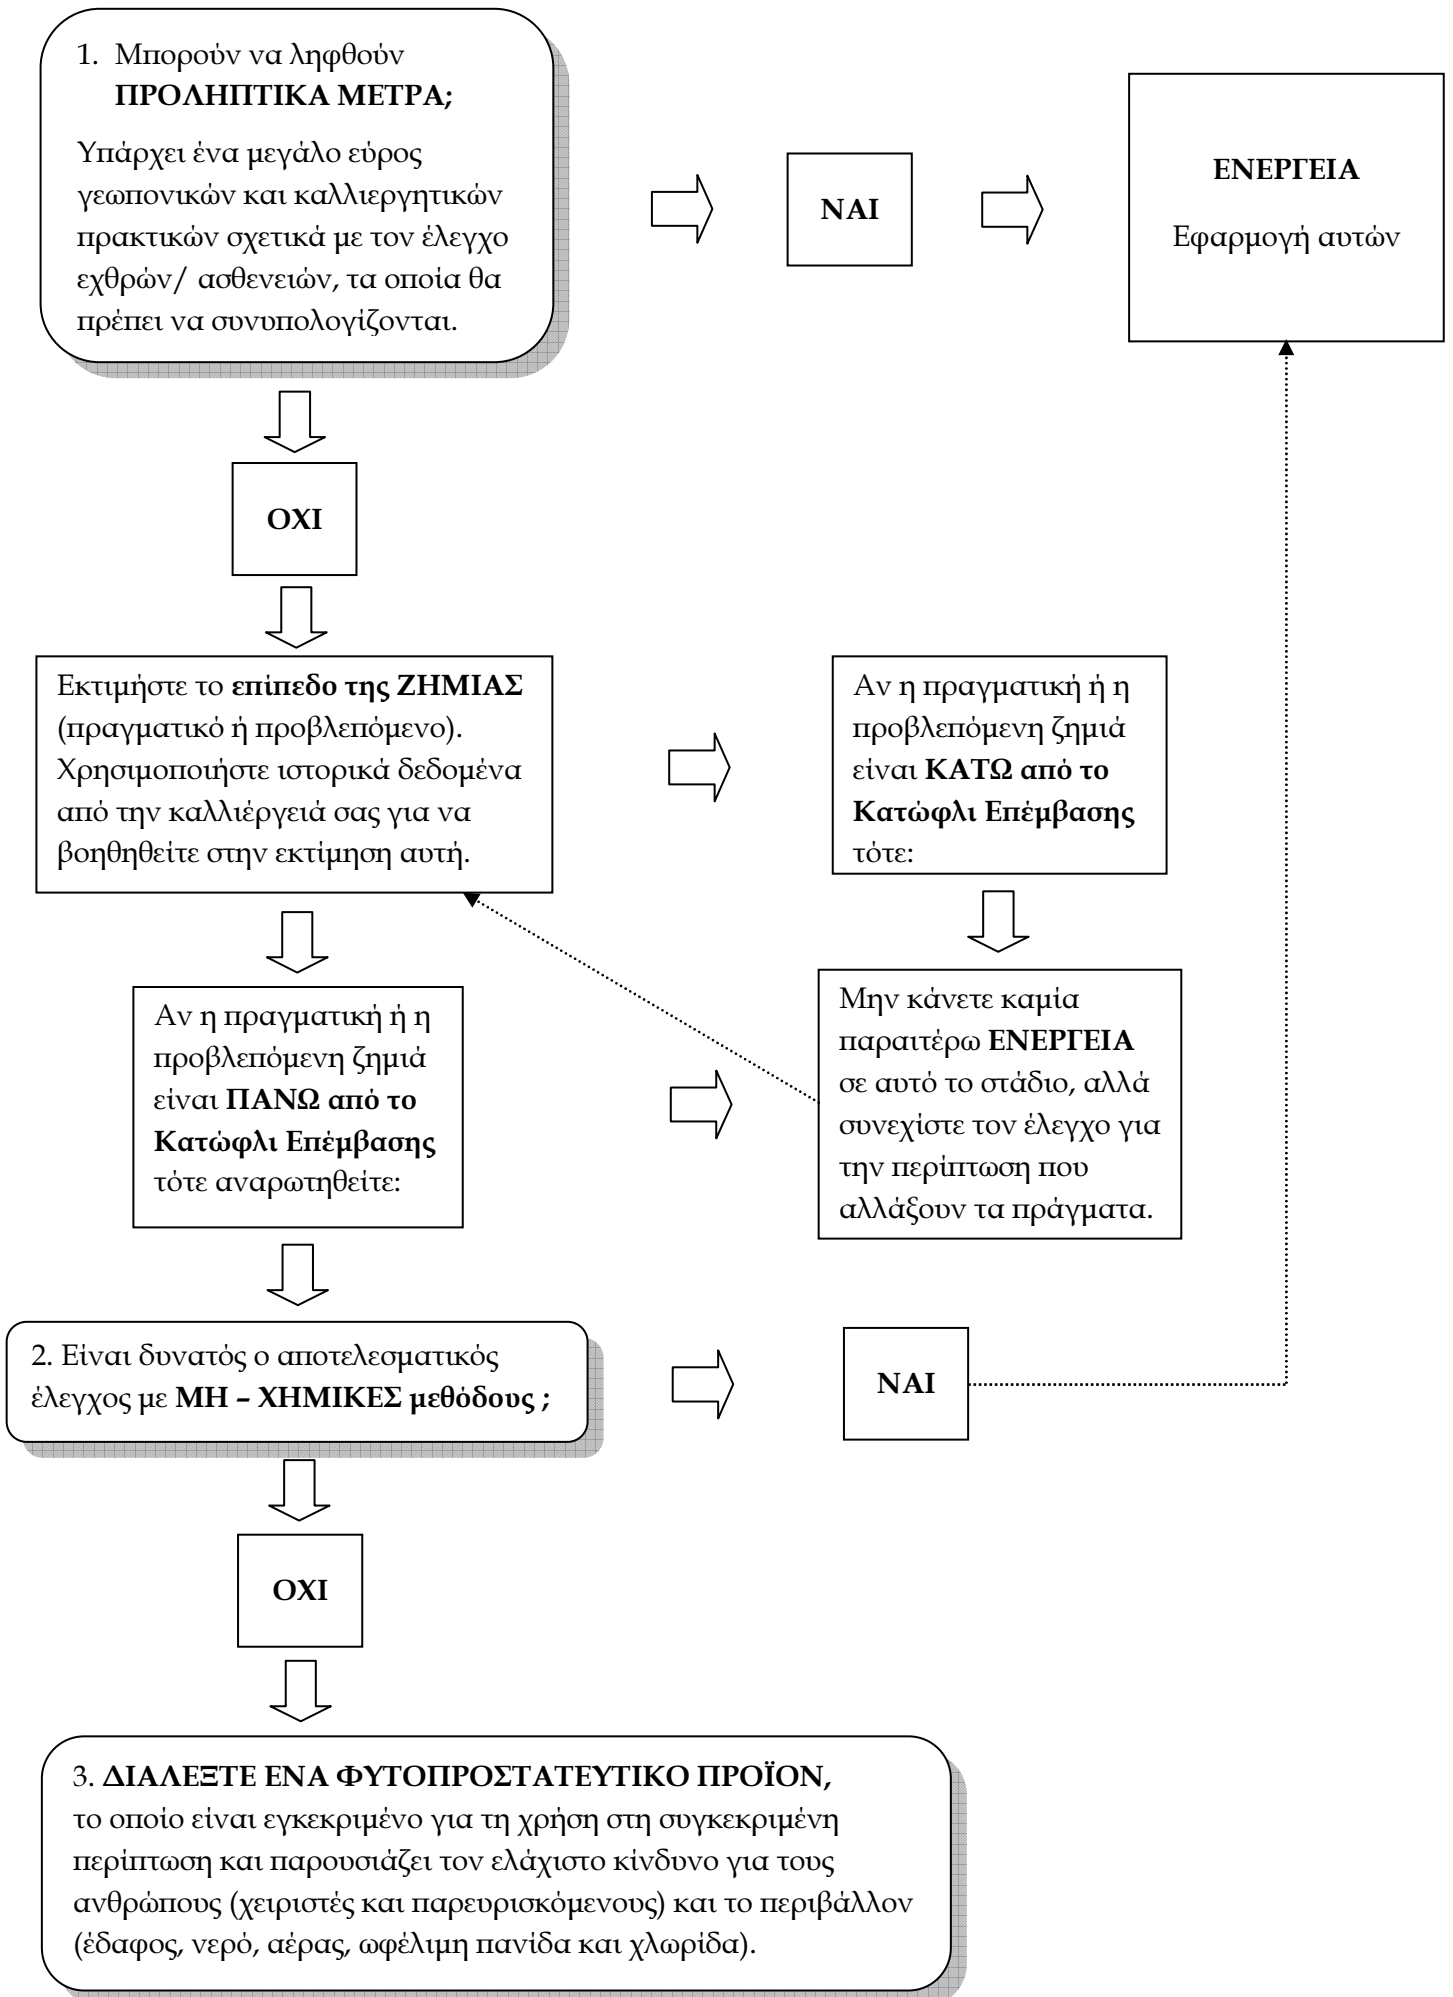 1. Μπορούν να ληφθούν
ΠΡΟΛΗΠΤΙΚΑ ΜΕΤΡΑ;
Υπάρχει ένα μεγάλο εύρος
γεωπονικών και καλλιεργητικών
πρακτικών σχετικά με τον έλεγχο
εχθρών/ ασθενειών, τα οποία θα
πρέπει να συνυπολογίζονται.
ΝΑΙ
ΕΝΕΡΓΕΙΑ
Εφαρμογή αυτών
ΟΧΙ
Εκτιμήστε το επίπεδο της ΖΗΜΙΑΣ
(πραγματικό ή προβλεπόμενο).
Χρησιμοποιήστε ιστορικά δεδομένα
από την καλλιέργειά σας για να
βοηθηθείτε στην εκτίμηση αυτή.
Αν η πραγματική ή η
προβλεπόμενη ζημιά
είναι ΚΑΤΩ από το
Κατώφλι Επέμβασης
τότε:
Αν η πραγματική ή η
προβλεπόμενη ζημιά
είναι ΠΑΝΩ από το
Κατώφλι Επέμβασης
τότε αναρωτηθείτε:
Μην κάνετε καμία
παραιτέρω ΕΝΕΡΓΕΙΑ
σε αυτό το στάδιο, αλλά
συνεχίστε τον έλεγχο για
την περίπτωση που
αλλάξουν τα πράγματα.
2. Είναι δυνατός ο αποτελεσματικός
έλεγχος με ΜΗ – ΧΗΜΙΚΕΣ μεθόδους ;
ΝΑΙ
ΟΧΙ
3. ΔΙΑΛΕΞΤΕ ΕΝΑ ΦΥΤΟΠΡΟΣΤΑΤΕΥΤΙΚΟ ΠΡΟΪΟΝ,
το οποίο είναι εγκεκριμένο για τη χρήση στη συγκεκριμένη
περίπτωση και παρουσιάζει τον ελάχιστο κίνδυνο για τους
ανθρώπους (χειριστές και παρευρισκόμενους) και το περιβάλλον
(έδαφος, νερό, αέρας, ωφέλιμη πανίδα και χλωρίδα).